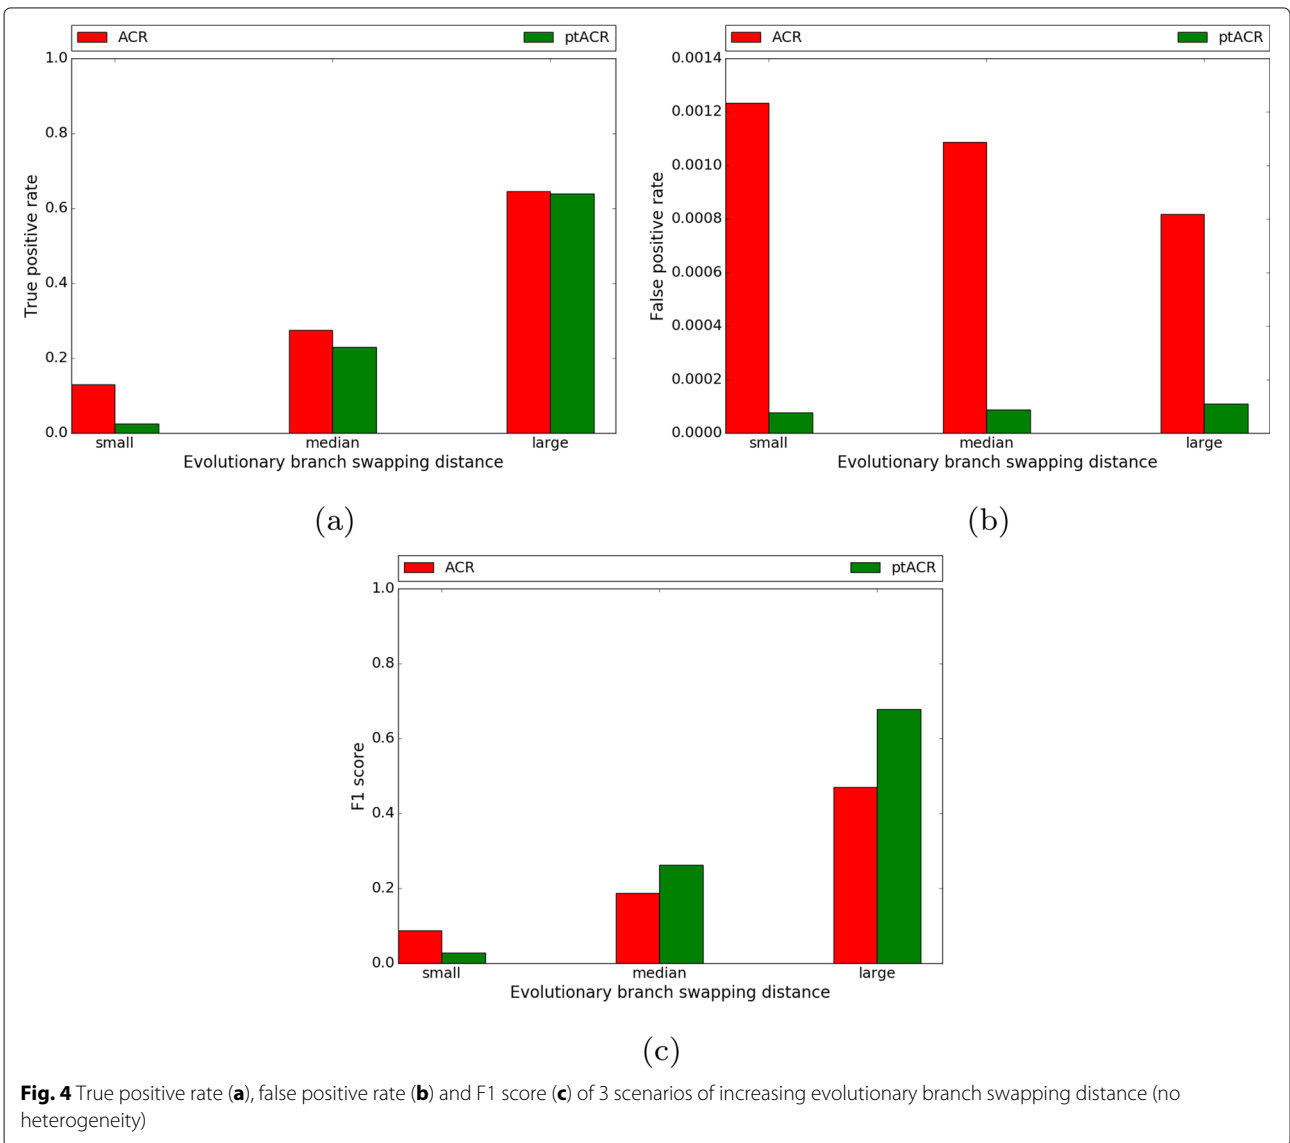 ACR ptACR
1.0
0.8
0.6
0.4
0.2
0.0
True positive rate
small median large
Evolutionary branch swapping distance
(a)
ACR ptACR
0.0014
0.0012
0.0010
0.0008
0.0006
0.0004
0.0002
0.0000
False positive rate
small median large
Evolutionary branch swapping distance
(b)
ACR ptACR
1.0
0.8
0.6
0.4
0.2
0.0
F1 score
small median large
Evolutionary branch swapping distance
(c)
Fig. 4 True positive rate (a), false positive rate (b) and F1 score (c) of 3 scenarios of increasing evolutionary branch swapping distance (no
heterogeneity)